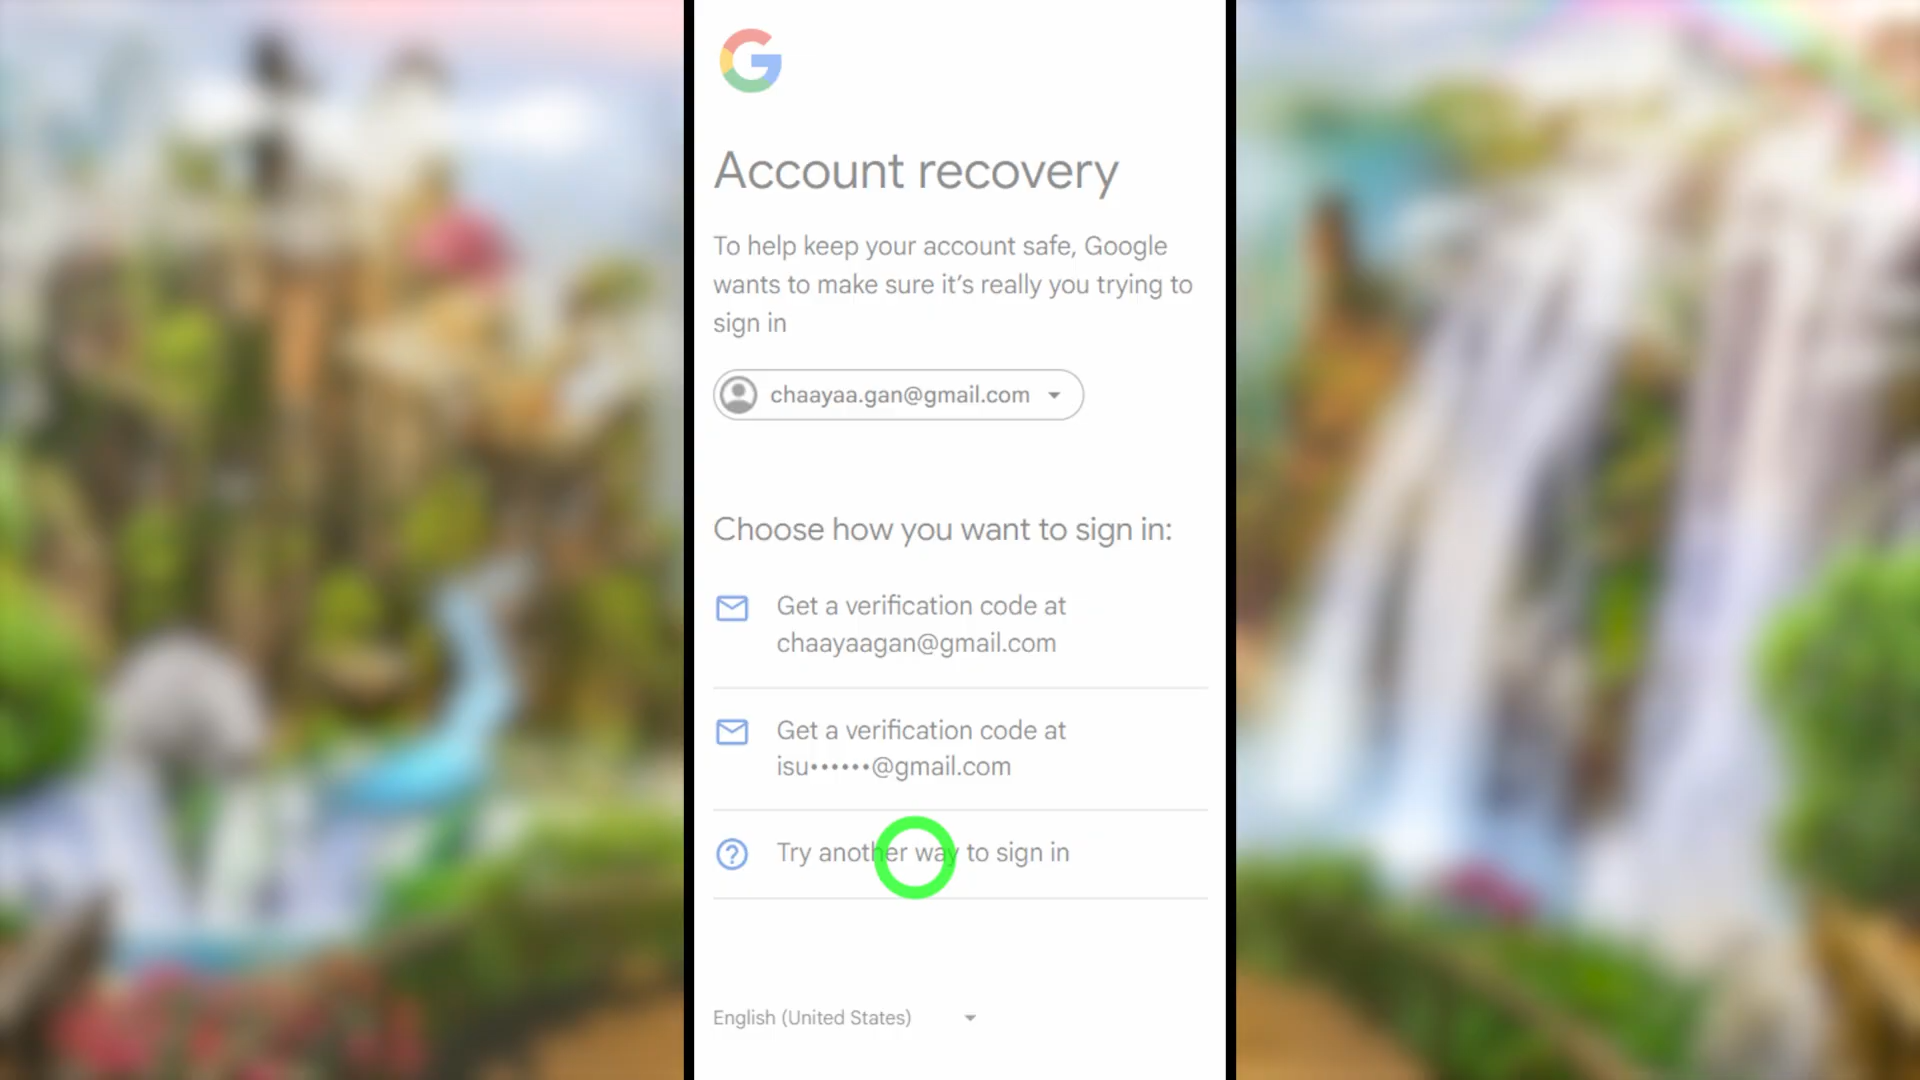 Account recovery
To help keep your account safe, Google
wants to make sure it’s really you trying to
sign in
chaayaa.gan@gmail.com
Choose how you want to sign in:
Get a verification code at
chaayaagan@gmail.com
Get a verification code at
isu••••••@gmail.com
Try another way to sign in
English (United States)